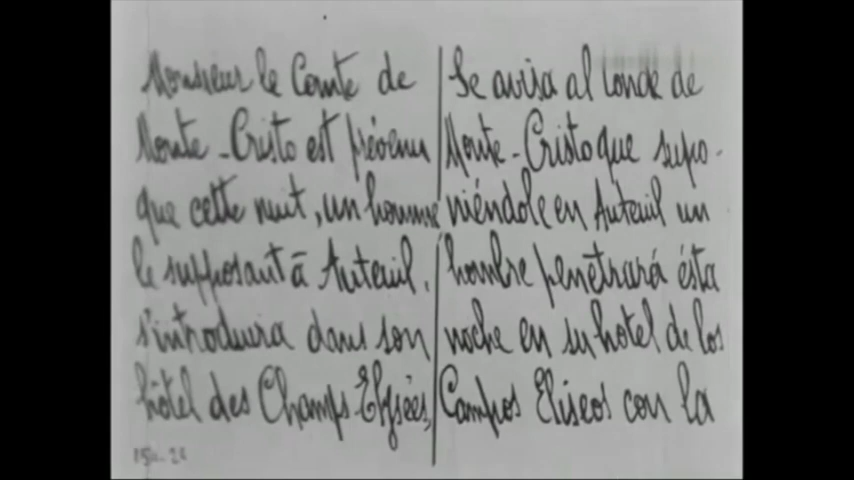 Monsieur le Comte de
Monte-Cristo est prévenu
que cette nuit, un homme
le supposant à Auteuil,
s'introduira dans son
hôtel des Champs-Elysées,
Se avisa al conde de
Monte-Cristo que supo-
niéndole en Auteuil un
hombre penetrará ésta
noche en su hotel de los
Campos Eliseos con la